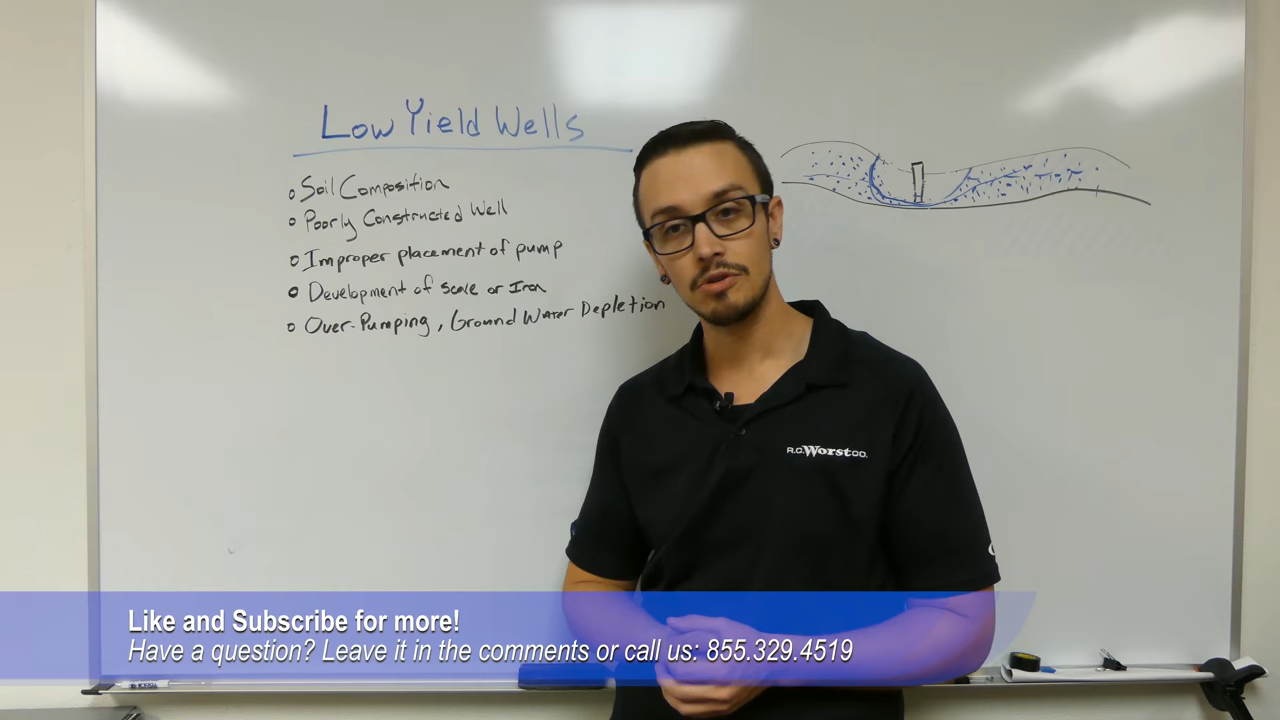 Low Yield Wells
Soil Composition
Poorly Constructed Well
Improper placement of pump
Development of scale or Iron
Over-Pumping, Ground Water Depletion
R.C. Worst CO.
Like and Subscribe for more!
Have a question? Leave it in the comments or call us: 855.329.4519